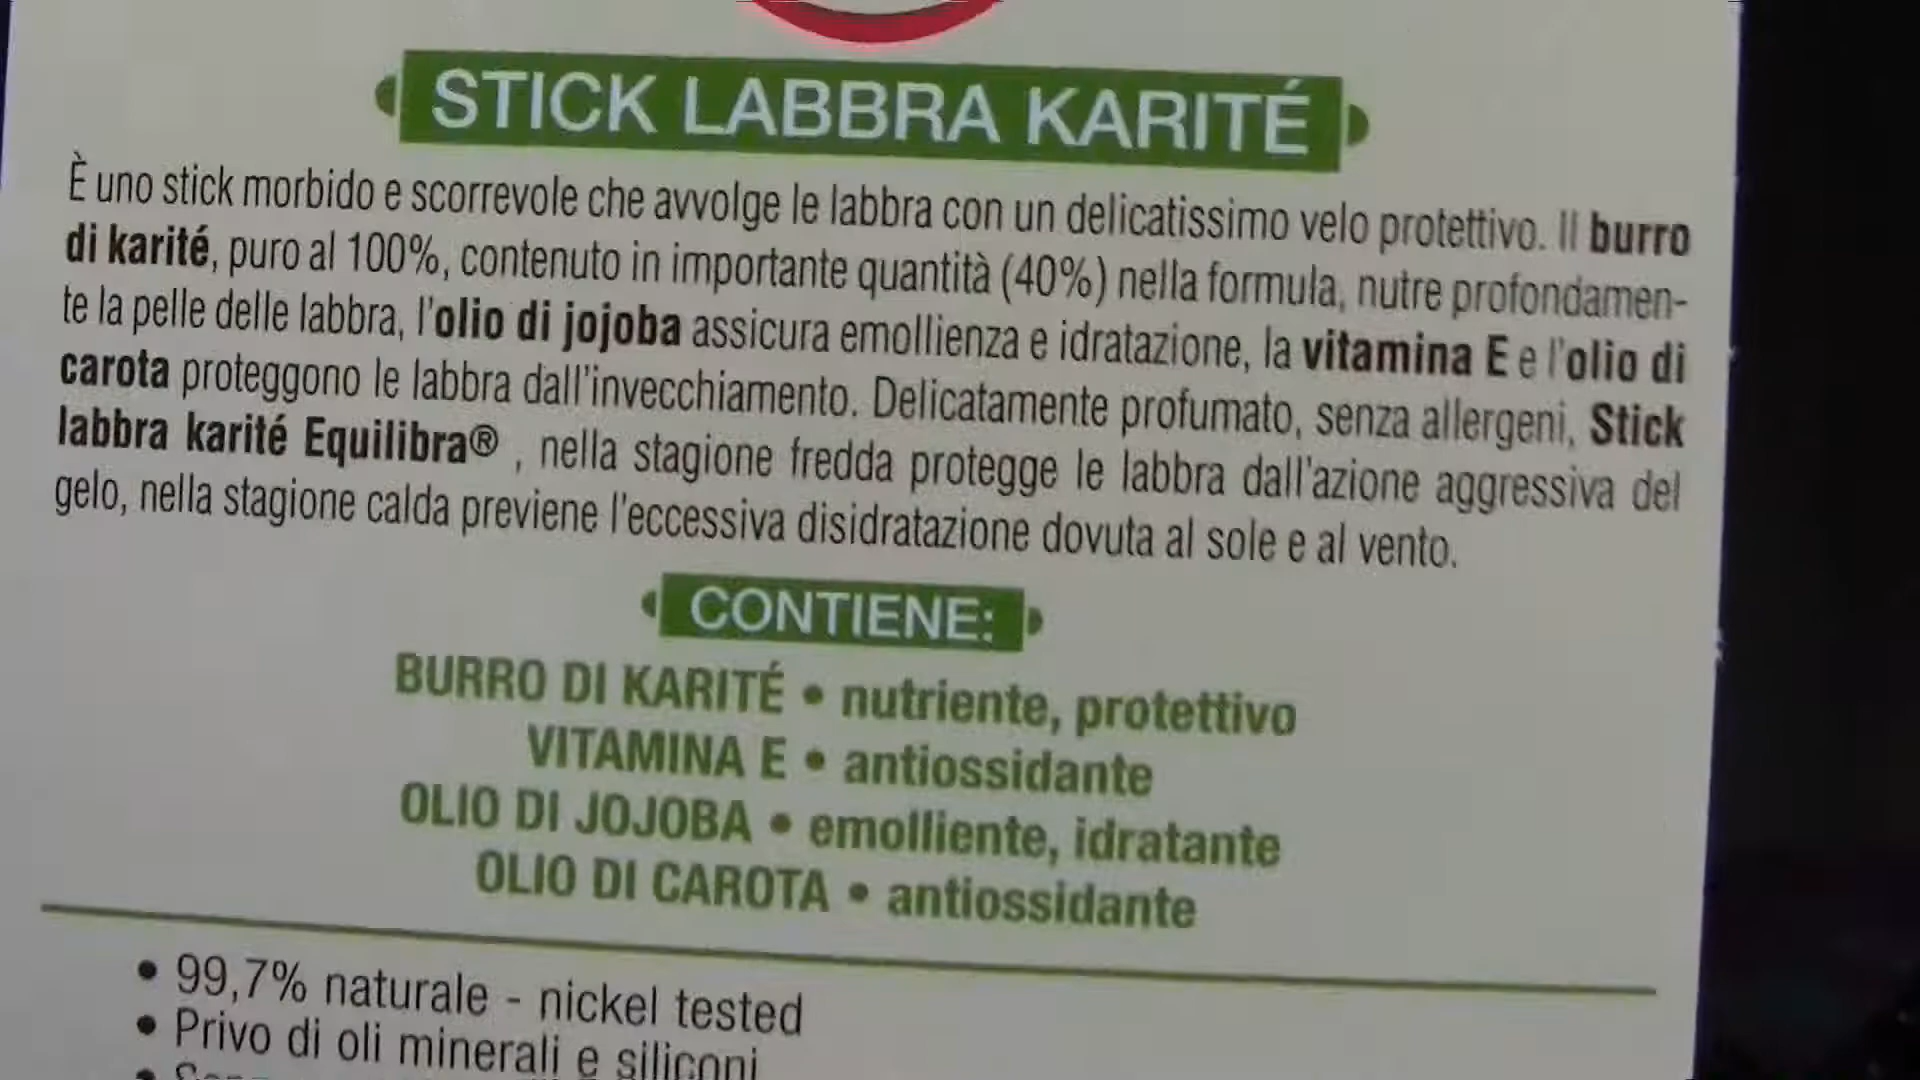 STICK LABBRA KARITÉ
È uno stick morbido e scorrevole che avvolge le labbra con un delicatissimo velo protettivo. Il burro
di karité, puro al 100%, contenuto in importante quantità (40%) nella formula, nutre profondamen-
te la pelle delle labbra, l'olio di jojoba assicura emollienza e idratazione, la vitamina E e l'olio di
carota proteggono le labbra dall'invecchiamento. Delicatamente profumato, senza allergeni, Stick
labbra karité Equilibra® , nella stagione fredda protegge le labbra dall'azione aggressiva del
gelo, nella stagione calda previene l'eccessiva disidratazione dovuta al sole e al vento.
CONTIENE:
BURRO DI KARITÉ • nutriente, protettivo
VITAMINA E • antiossidante
OLIO DI JOJOBA • emolliente, idratante
OLIO DI CAROTA • antiossidante
• 99,7% naturale - nickel tested
• Privo di oli minerali e siliconi